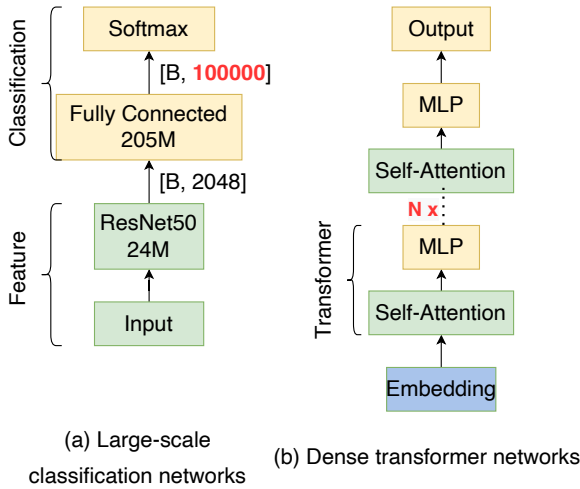 Softmax
[B, 100000]
Fully Connected
205M
[B, 2048]
ResNet50
24M
Input
Classification
Feature
(a) Large-scale
classification networks
Output
MLP
Self-Attention
N x
MLP
Self-Attention
Embedding
Transformer
(b) Dense transformer networks